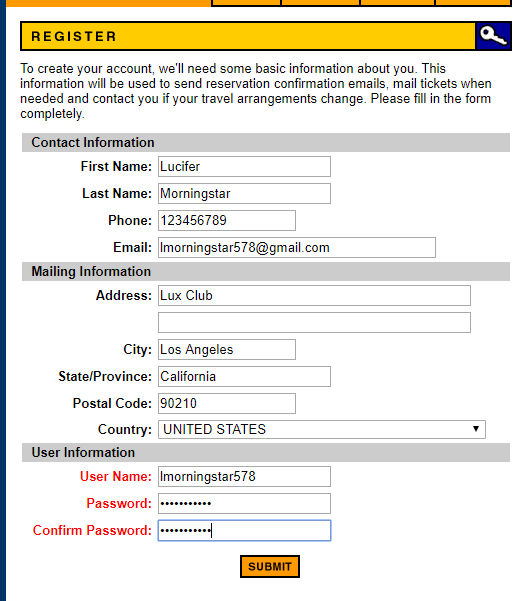 REGISTER
To create your account, we'll need some basic information about you. This
information will be used to send reservation confirmation emails, mail tickets when
needed and contact you if your travel arrangements change. Please fill in the form
completely.
Contact Information
First Name: Lucifer
Last Name: Morningstar
Phone: 123456789
Email: lmorningstar578@gmail.com
Mailing Information
Address: Lux Club
City: Los Angeles
State/Province: California
Postal Code: 90210
Country: UNITED STATES
User Information
User Name: lmorningstar578
Password: •••••••••••
Confirm Password: •••••••••••
SUBMIT